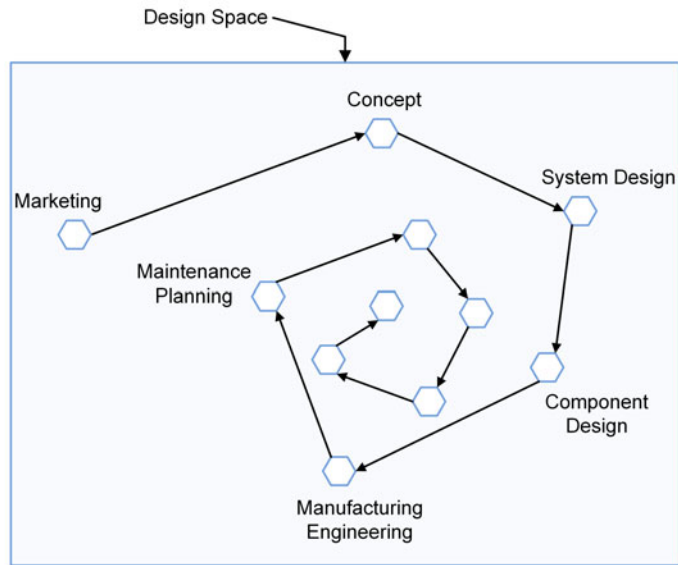 Design Space
Concept
Marketing
System Design
Maintenance
Planning
Component
Design
Manufacturing
Engineering